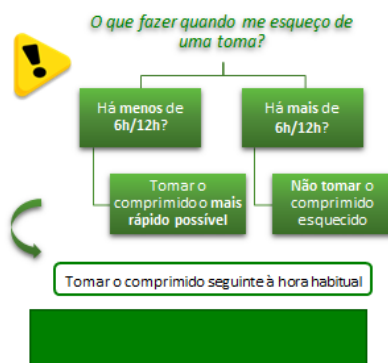 O que fazer quando me esqueço de
uma toma?
Há menos de
6h/12h?
Há mais de
6h/12h?
Tomar o
comprimido o mais
rápido possível
Não tomar o
comprimido
esquecido
Tomar o comprimido seguinte à hora habitual